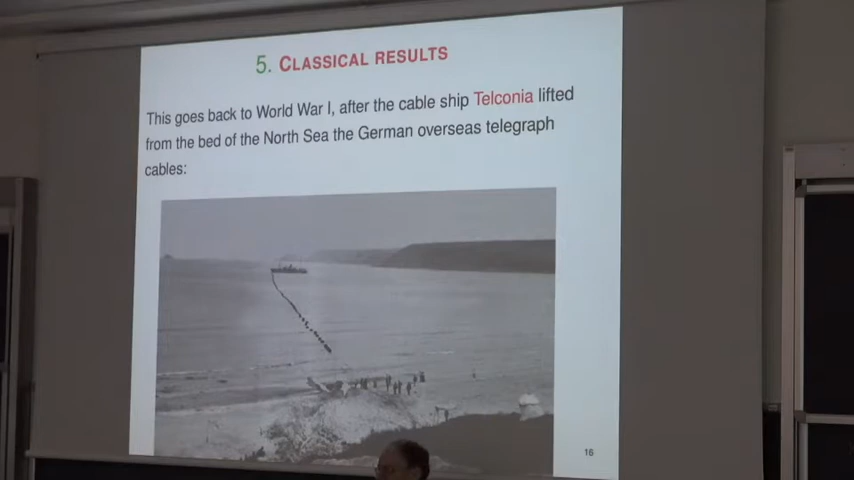 5. CLASSICAL RESULTS
This goes back to World War I, after the cable ship Telconia lifted
from the bed of the North Sea the German overseas telegraph
cables:
16